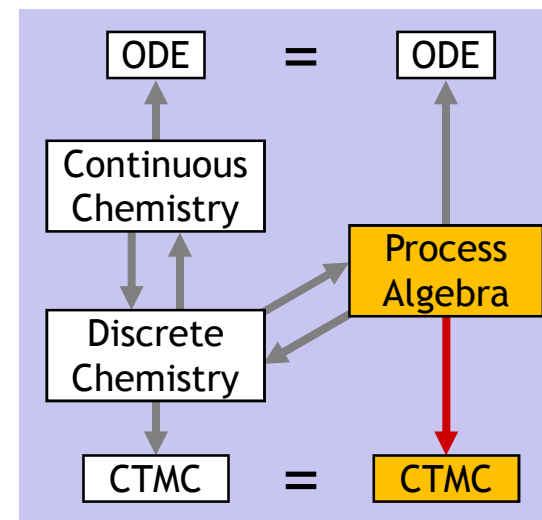 ODE = ODE
Continuous
Chemistry
Process
Algebra
Discrete
Chemistry
CTMC = CTMC